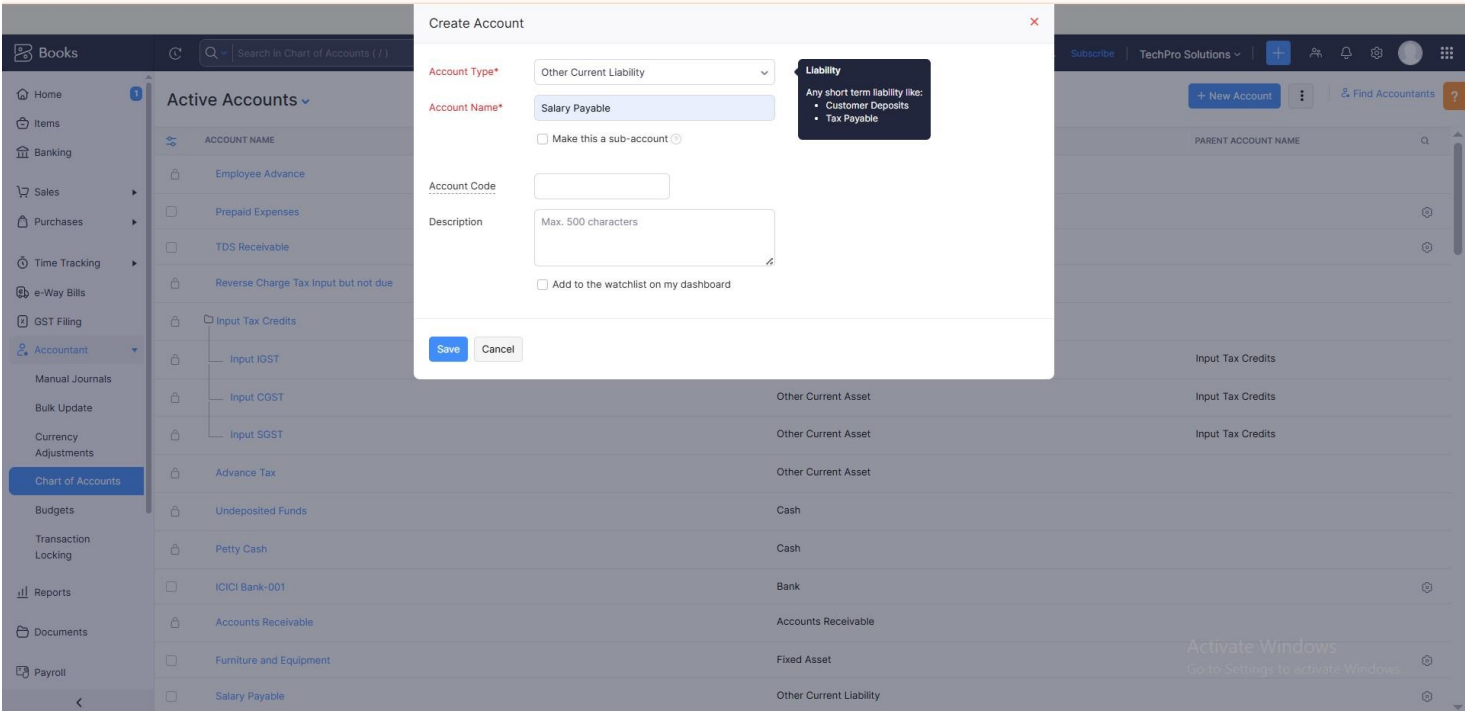 Create Account
Books
Search in Chart of Accounts ( / )
Subscribe
TechPro Solutions
Account Type*
Other Current Liability
Liability
Any short term liability like:
• Customer Deposits
• Tax Payable
Account Name*
Salary Payable
Make this a sub-account
Account Code
Description
Max. 500 characters
Add to the watchlist on my dashboard
Save
Cancel
Home
1
Items
Banking
Sales
Purchases
Time Tracking
e-Way Bills
GST Filing
Accountant
Manual Journals
Bulk Update
Currency
Adjustments
Chart of Accounts
Budgets
Transaction
Locking
Reports
Documents
Payroll
Active Accounts
+ New Account
Find Accountants
?
ACCOUNT NAME
PARENT ACCOUNT NAME
Employee Advance
Prepaid Expenses
TDS Receivable
Reverse Charge Tax Input but not due
Input Tax Credits
Input IGST
Input Tax Credits
Input CGST
Other Current Asset
Input Tax Credits
Input SGST
Other Current Asset
Input Tax Credits
Advance Tax
Other Current Asset
Undeposited Funds
Cash
Petty Cash
Cash
ICICI Bank-001
Bank
Accounts Receivable
Accounts Receivable
Furniture and Equipment
Fixed Asset
Salary Payable
Other Current Liability
Activate Windows
Go to Settings to activate Windows.